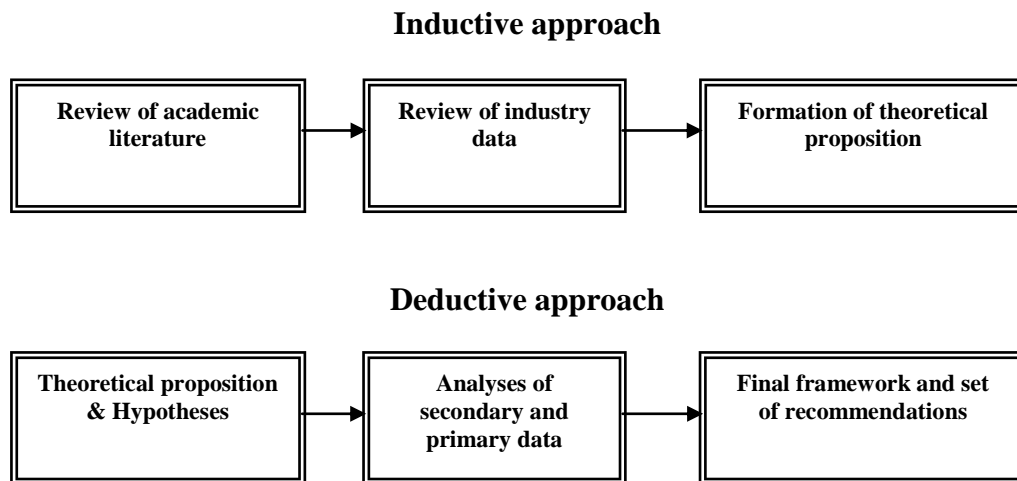 Inductive approach
Review of academic
literature
Review of industry
data
Formation of theoretical
proposition
Deductive approach
Theoretical proposition
& Hypotheses
Analyses of
secondary and
primary data
Final framework and set
of recommendations